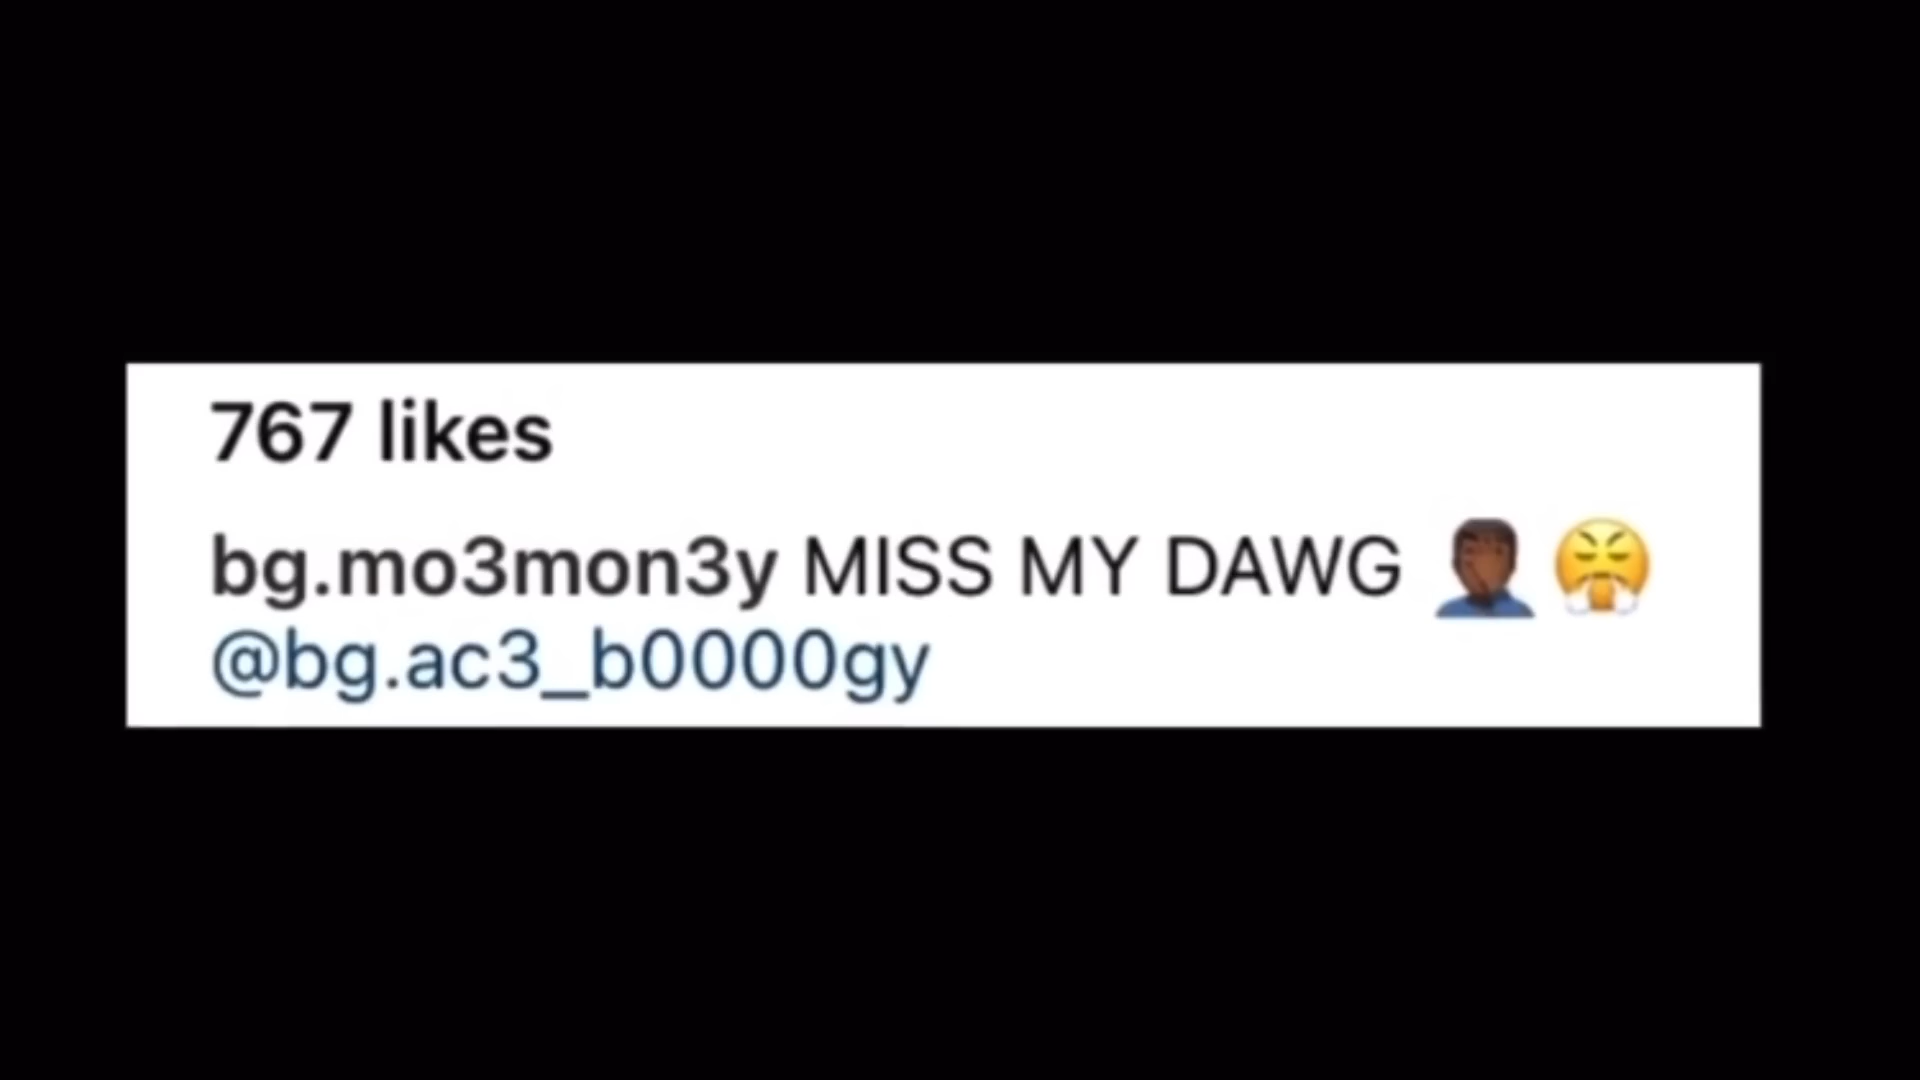 767 likes
bg.mo3mon3y MISS MY DAWG 🤦🏿‍♂️😤
@bg.ac3_b0000gy